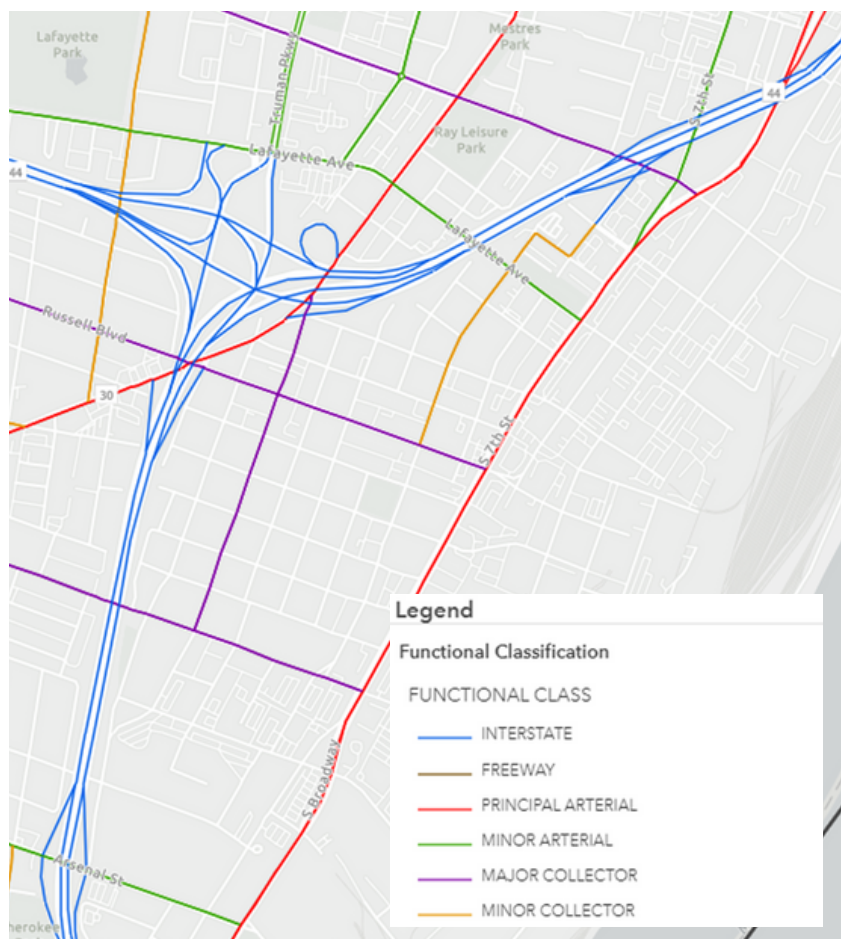 Lafayette
Park
Mestres
Park
Truman Pkwy
S 7th St
44
Ray Leisure
Park
Lafayette Ave
44
Lafayette Ave
Russell Blvd
30
S 7th St
S Broadway
Arsenal St
herokee
Legend
Functional Classification
FUNCTIONAL CLASS
INTERSTATE
FREEWAY
PRINCIPAL ARTERIAL
MINOR ARTERIAL
MAJOR COLLECTOR
MINOR COLLECTOR